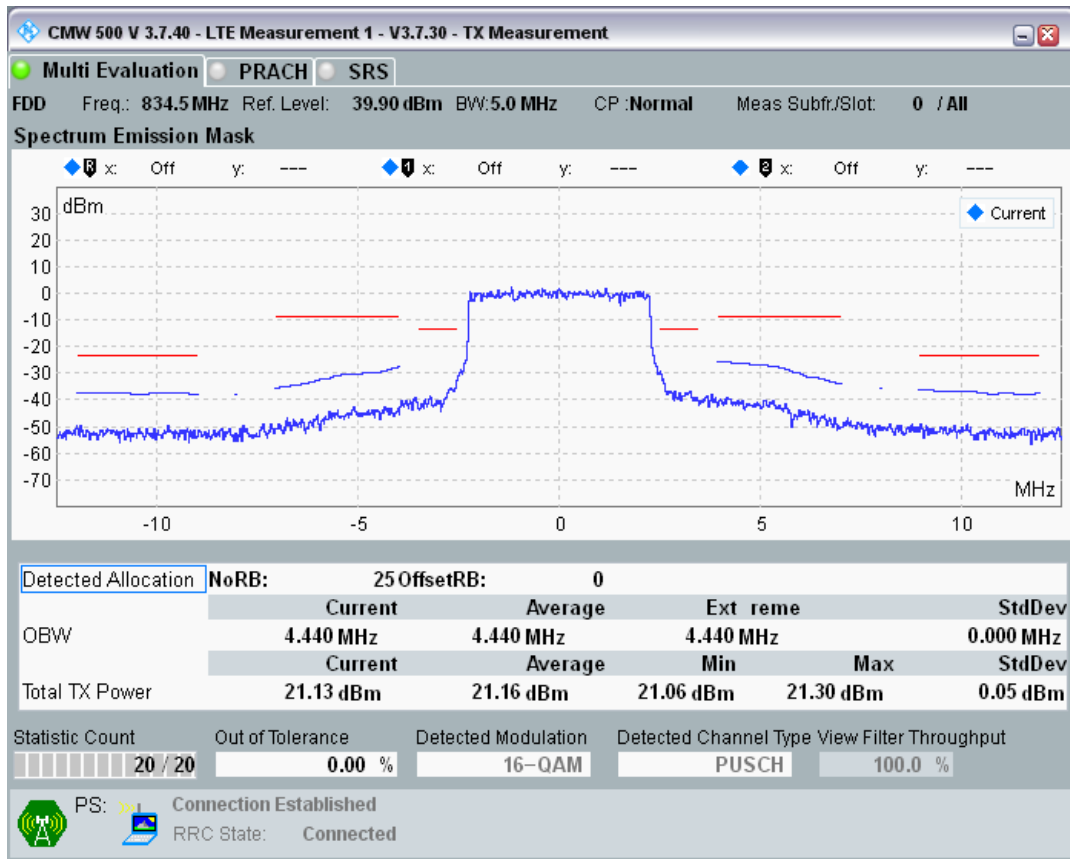 CMW 500 V 3.7.40 - LTE Measurement 1 - V3.7.30 - TX Measurement
Multi Evaluation PRACH SRS
FDD Freq.: 834.5 MHz Ref. Level: 39.90 dBm BW:5.0 MHz CP :Normal Meas Subfr./Slot: 0 / All
Spectrum Emission Mask
R x: Off y: --- 1 x: Off y: --- 2 x: Off y: ---
dBm
Current
30
20
10
0
-10
-20
-30
-40
-50
-60
-70
MHz
-10 -5 0 5 10
Detected Allocation NoRB: 25 OffsetRB: 0
Current Average Ext reme StdDev
OBW 4.440 MHz 4.440 MHz 4.440 MHz 0.000 MHz
Current Average Min Max StdDev
Total TX Power 21.13 dBm 21.16 dBm 21.06 dBm 21.30 dBm 0.05 dBm
Statistic Count Out of Tolerance Detected Modulation Detected Channel Type View Filter Throughput
20 / 20 0.00 % 16-QAM PUSCH 100.0 %
PS: Connection Established
RRC State: Connected